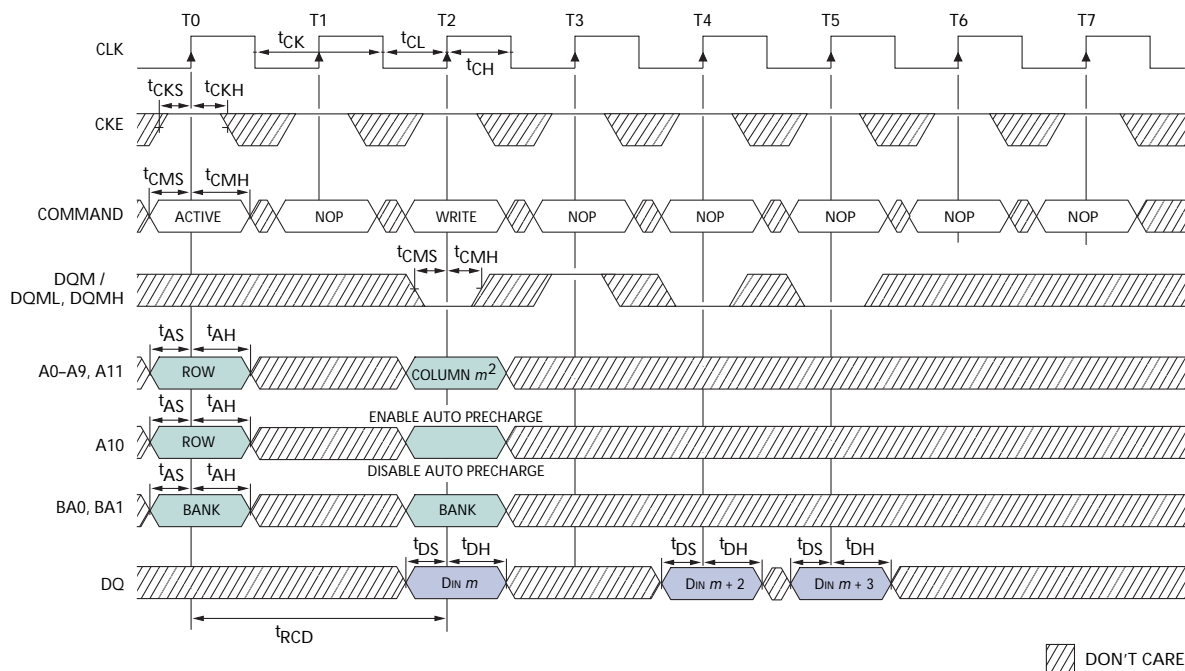 T0 T1 T2 T3 T4 T5 T6 T7
CLK
tCK tCL
tCH
tCKS tCKH
CKE
tCMS tCMH
COMMAND ACTIVE NOP WRITE NOP NOP NOP NOP NOP
tCMS tCMH
DQM /
DQML, DQMH
tAS tAH
A0–A9, A11 ROW COLUMN m²
tAS tAH ENABLE AUTO PRECHARGE
A10 ROW
tAS tAH DISABLE AUTO PRECHARGE
BA0, BA1 BANK BANK
tDS tDH tDS tDH tDS tDH
DQ DIN m DIN m + 2 DIN m + 3
tRCD
DON'T CARE